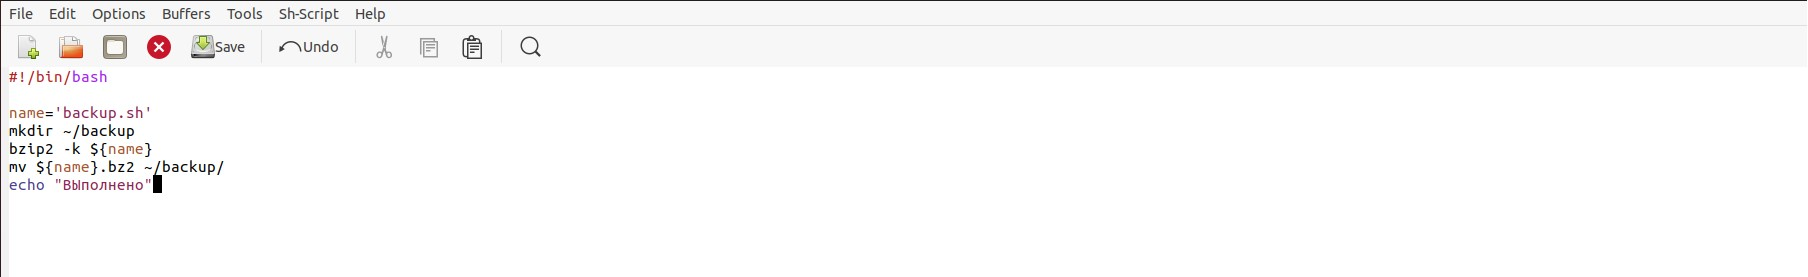 File Edit Options Buffers Tools Sh-Script Help
Save Undo
#!/bin/bash
name='backup.sh'
mkdir ~/backup
bzip2 -k ${name}
mv ${name}.bz2 ~/backup/
echo "ВЫполнено"